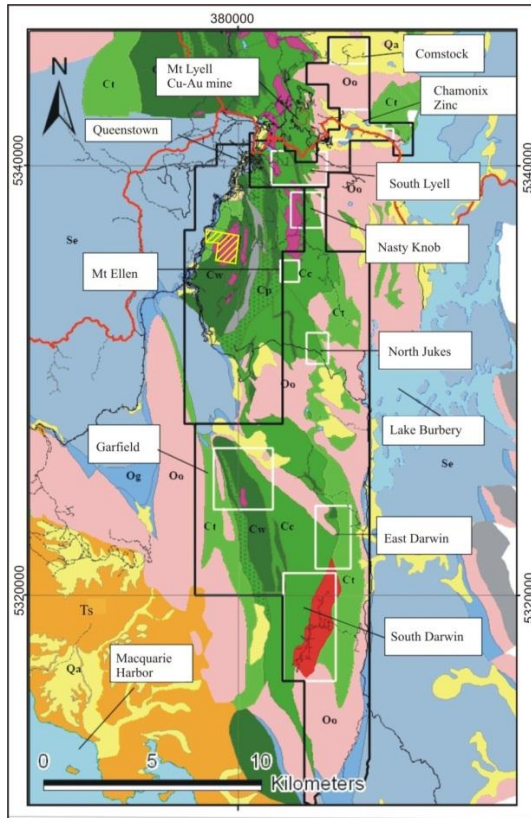 380000
Qa
Comstock
Mt Lyell
Cu-Au mine
N
Ct
Oo
Ct
Chamonix
Zinc
Queenstown
5340000
5340000
South Lyell
Oo
Nasty Knob
Se
Mt Ellen
Cw
Cc
Cp
Ct
North Jukes
Oo
Lake Burbery
Garfield
Se
Og
Oo
Ct
Cw
Cc
East Darwin
5320000
5320000
Ct
Ts
South Darwin
Qa
Macquarie
Harbor
Oo
0
5
10
Kilometers
380000